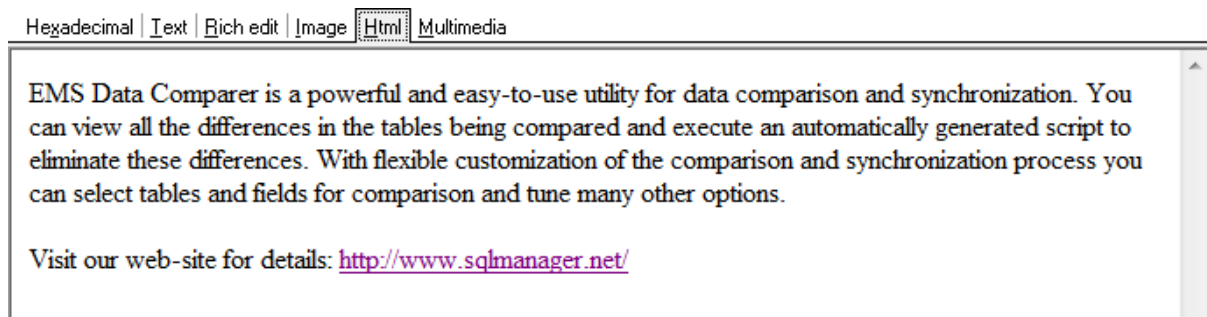 Hexadecimal Text Rich edit Image Html Multimedia
EMS Data Comparer is a powerful and easy-to-use utility for data comparison and synchronization. You
can view all the differences in the tables being compared and execute an automatically generated script to
eliminate these differences. With flexible customization of the comparison and synchronization process you
can select tables and fields for comparison and tune many other options.
Visit our web-site for details: http://www.sqlmanager.net/